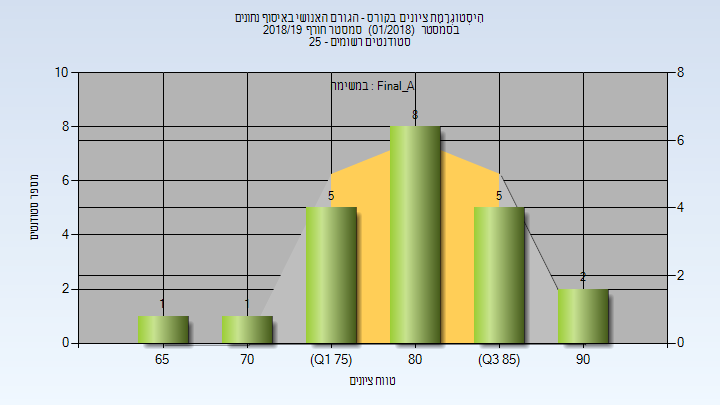 היסטוגרמת ציונים בקורס - הגורם האנושי באיסוף נתונים
בסמסטר (01/2018) סמסטר חורף 2018/19
סטודנטים רשומים - 25
במשימה : Final_A
10
8
6
4
2
0
8
6
4
2
0
1
1
5
8
5
2
מספר סטודנטים
65
70
(Q1 75)
80
(Q3 85)
90
טווח ציונים